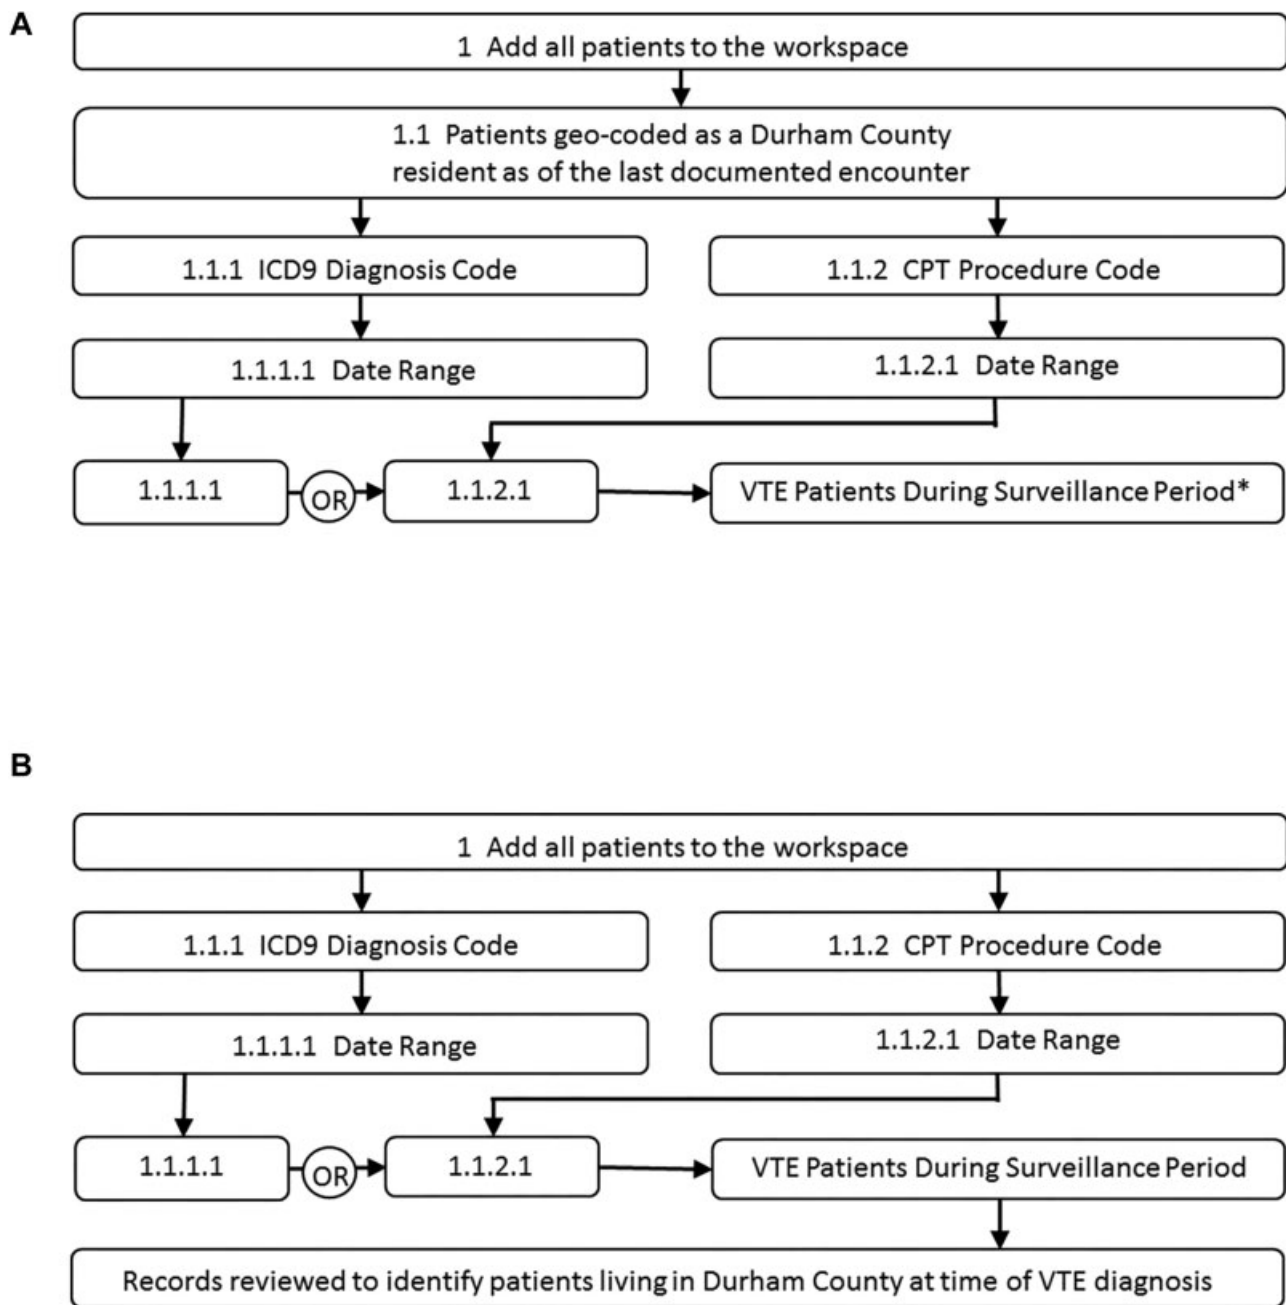 A
1 Add all patients to the workspace
1.1 Patients geo-coded as a Durham County
resident as of the last documented encounter
1.1.1 ICD9 Diagnosis Code
1.1.2 CPT Procedure Code
1.1.1.1 Date Range
1.1.2.1 Date Range
1.1.1.1
OR
1.1.2.1
VTE Patients During Surveillance Period*
B
1 Add all patients to the workspace
1.1.1 ICD9 Diagnosis Code
1.1.2 CPT Procedure Code
1.1.1.1 Date Range
1.1.2.1 Date Range
1.1.1.1
OR
1.1.2.1
VTE Patients During Surveillance Period
Records reviewed to identify patients living in Durham County at time of VTE diagnosis